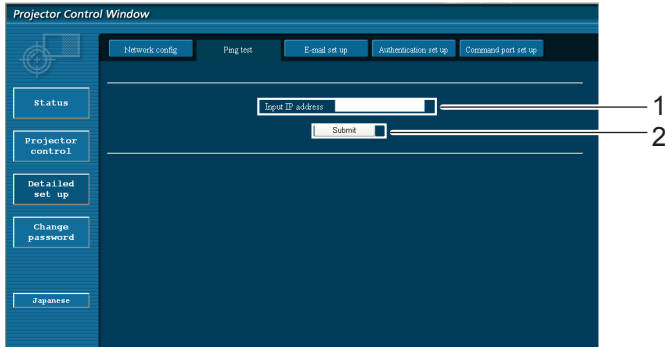 Projector Control Window
Network config
Ping test
E-mail set up
Authentication set up
Command port set up
Status
Projector
control
Detailed
set up
Change
password
Japanese
Input IP address
Submit
1
2